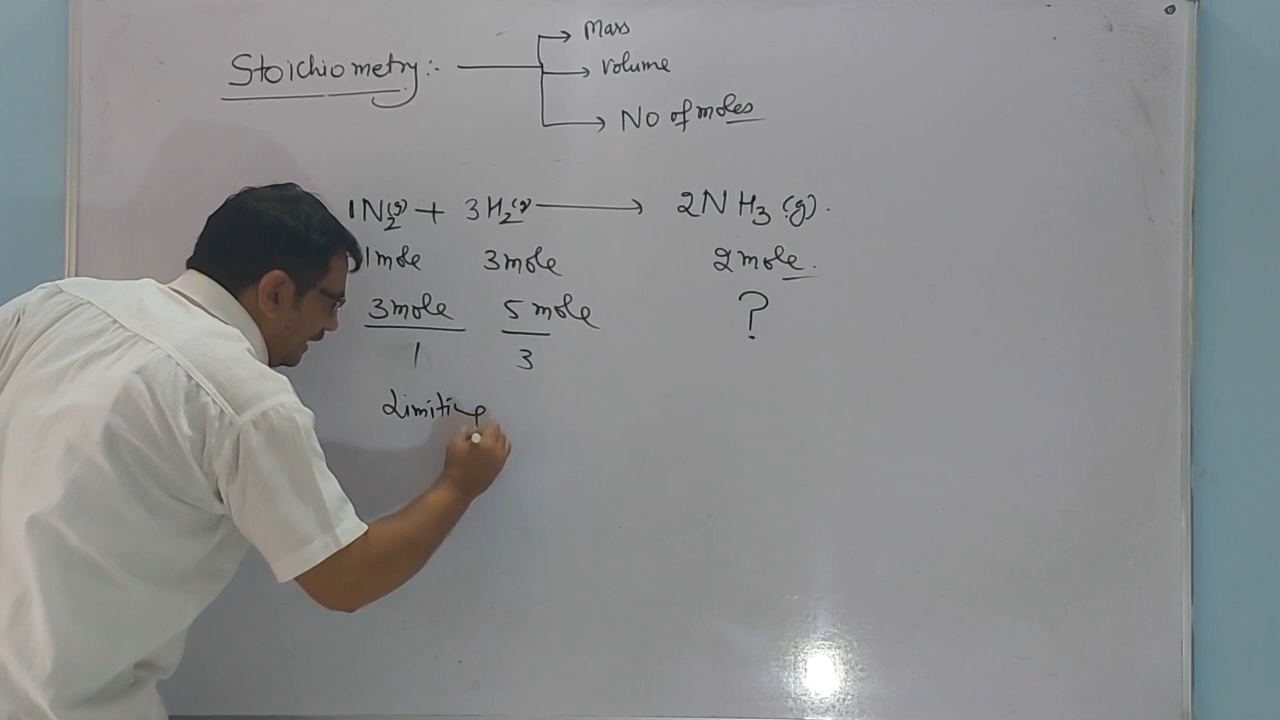 Stoichiometry:- → Mass
→ Volume
→ No of moles
1N₂(g) + 3H₂(g) → 2NH₃(g).
1mole 3mole 2mole.
3mole 5mole ?
1 3
Limiting